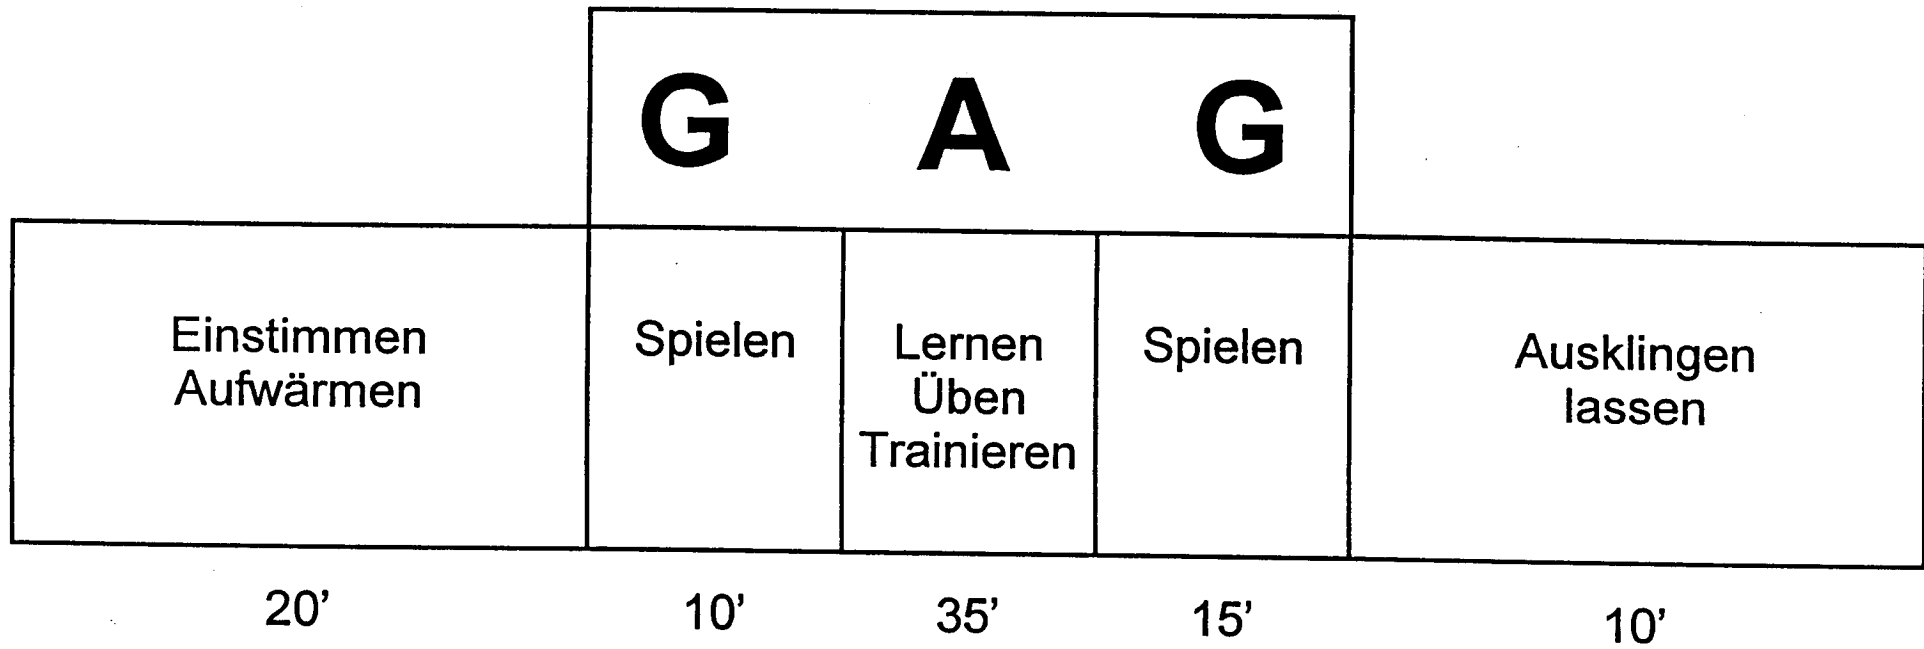 G A G
Einstimmen
Aufwärmen
Spielen
Lernen
Üben
Trainieren
Spielen
Ausklingen
lassen
20' 10' 35' 15' 10'